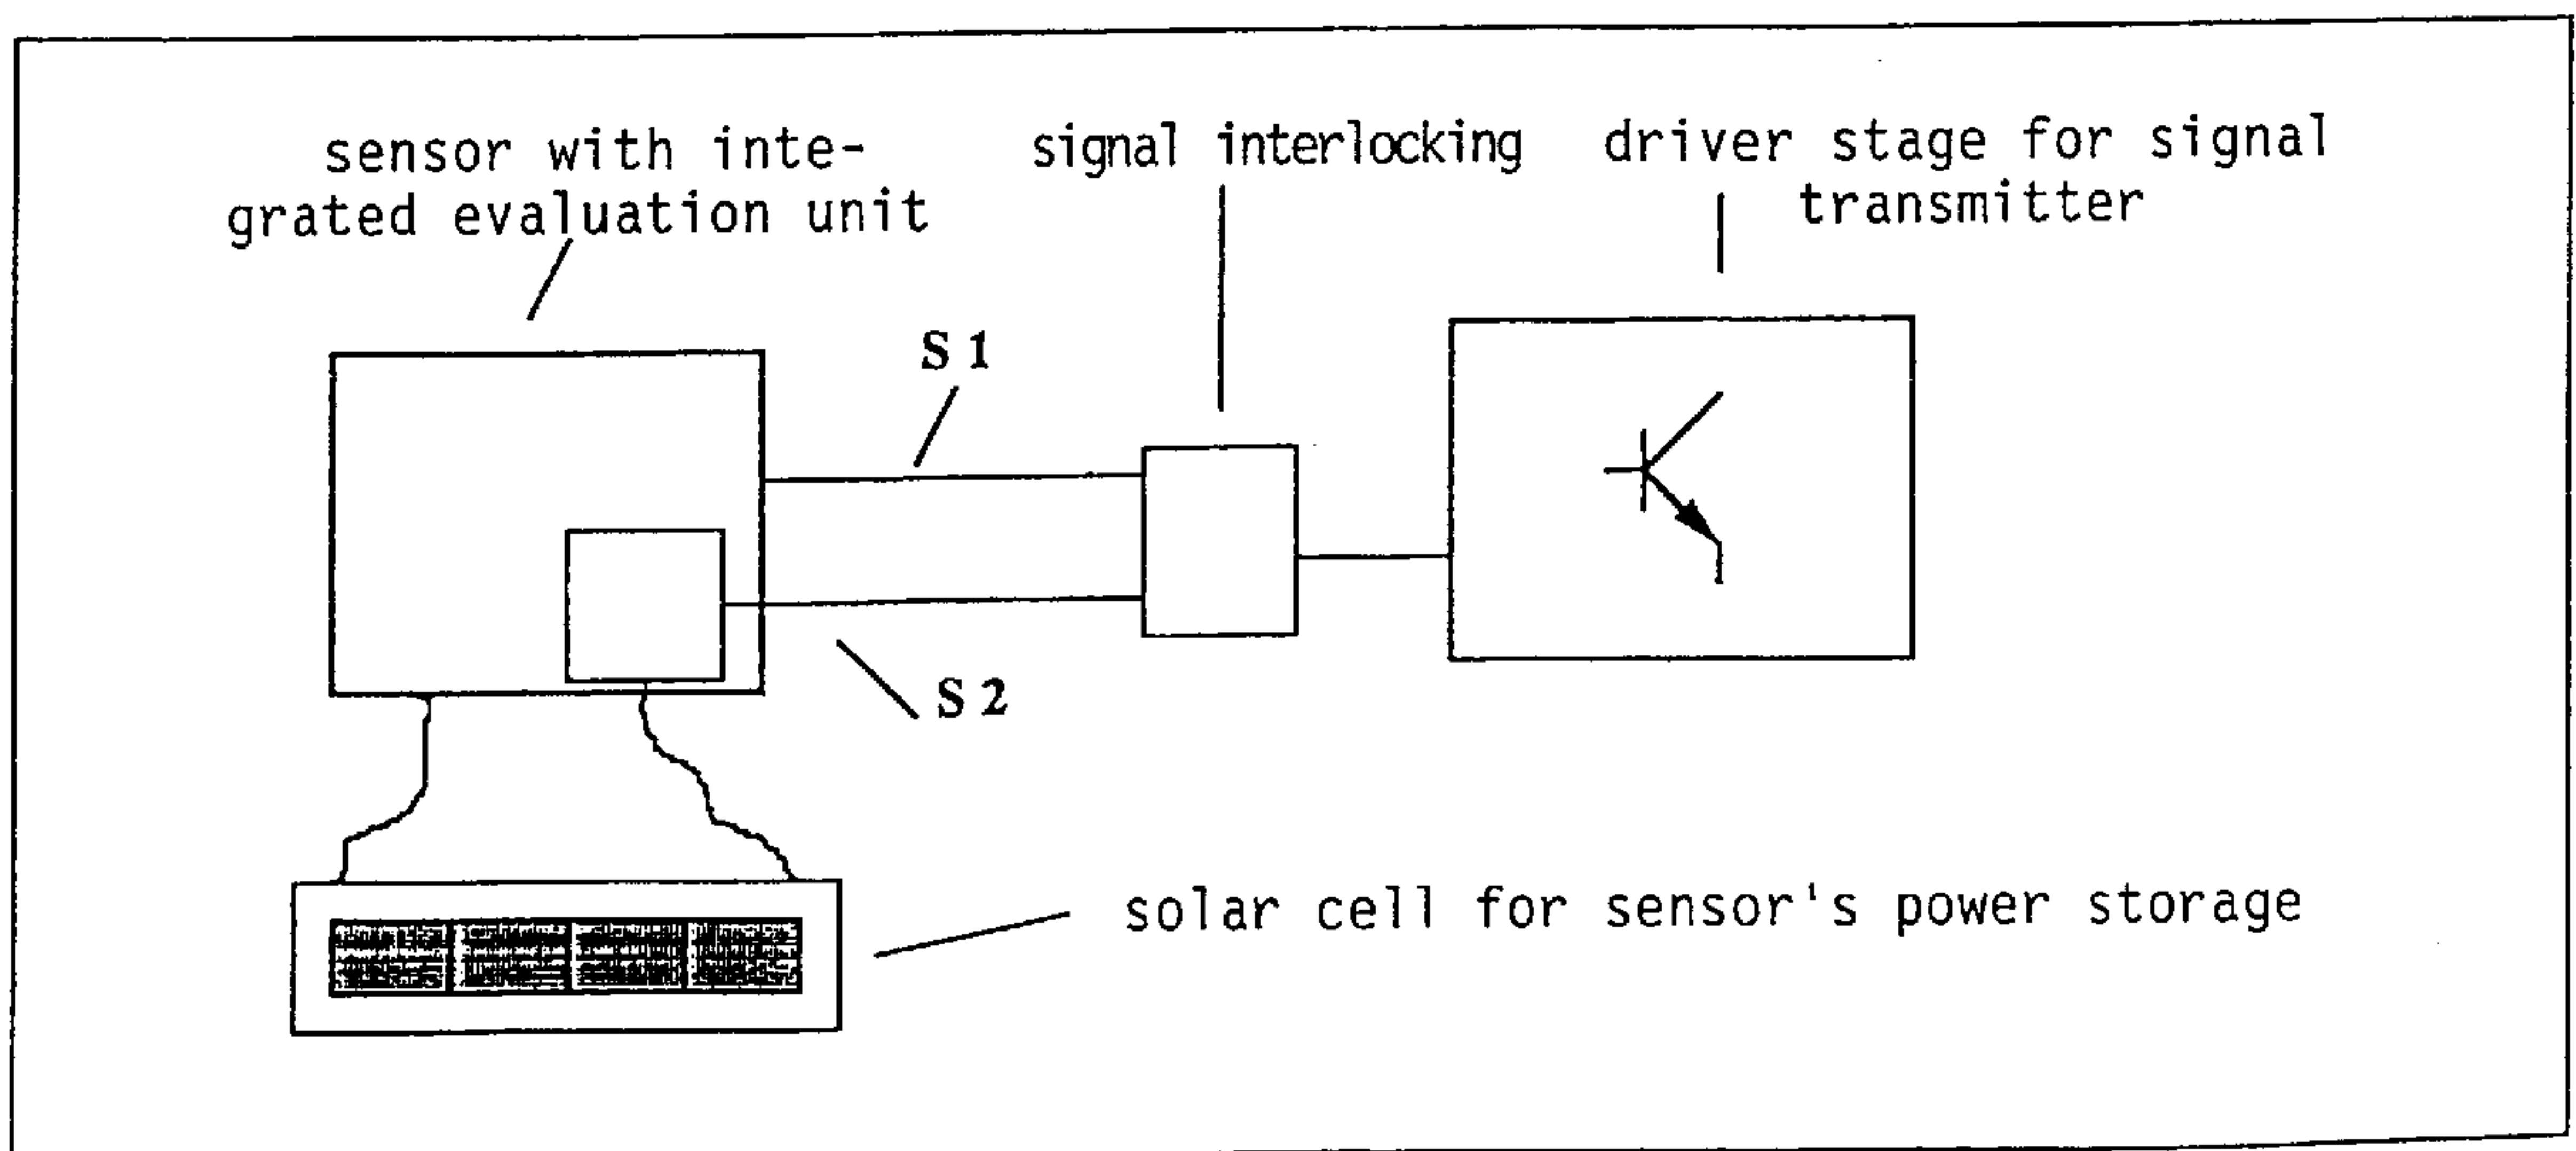 sensor with inte-
grated evaluation unit
signal interlocking
driver stage for signal
transmitter
S 1
S 2
solar cell for sensor's power storage